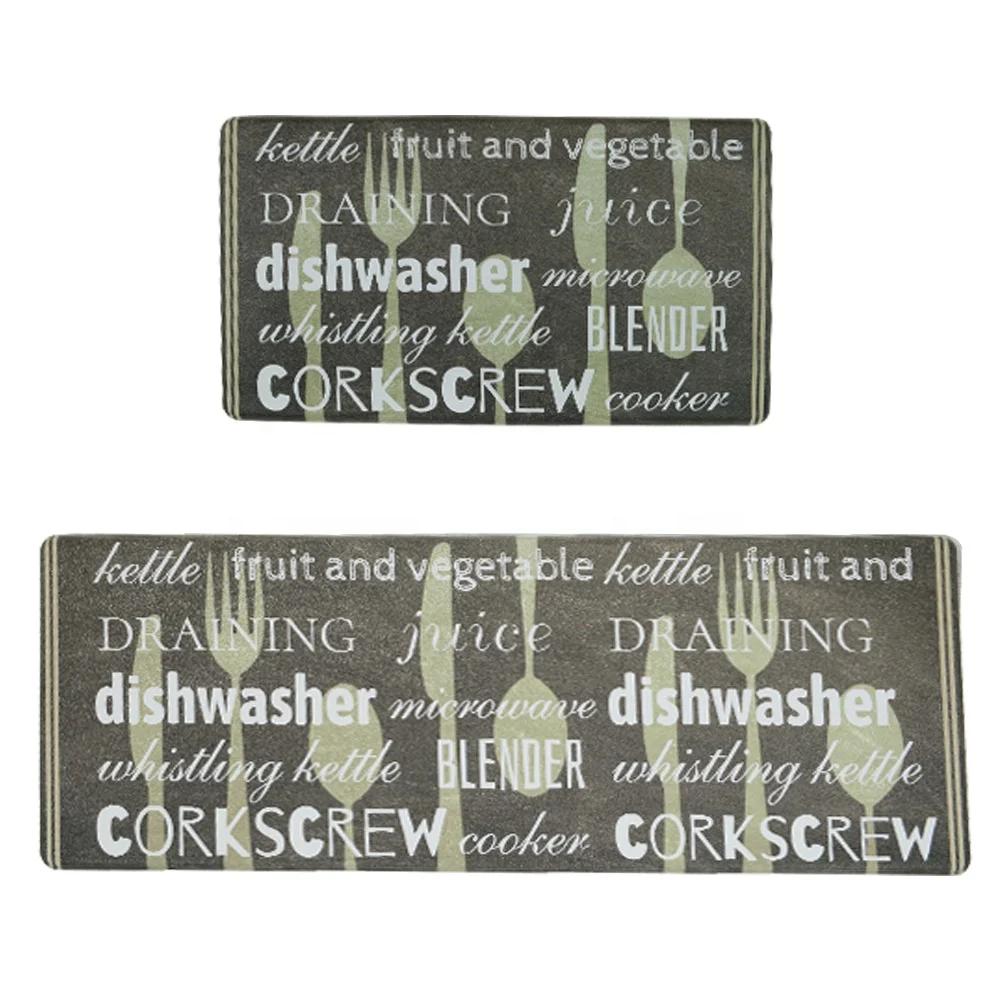 kettle fruit and vegetable
DRAINING juice
dishwasher microwave
whistling kettle BLENDER
CORKSCREW cooker
kettle fruit and vegetable kettle fruit and
DRAINING juice DRAINING
dishwasher microwave dishwasher
whistling kettle BLENDER whistling kettle
CORKSCREW cooker CORKSCREW